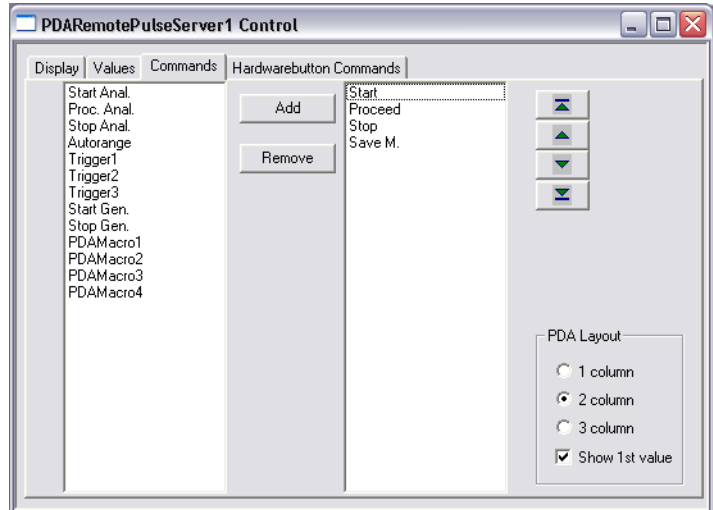 PDARemotePulseServer1 Control
Display Values Commands Hardwarebutton Commands
Start Anal.
Proc. Anal.
Stop Anal.
Autorange
Trigger1
Trigger2
Trigger3
Start Gen.
Stop Gen.
PDAMacro1
PDAMacro2
PDAMacro3
PDAMacro4
Add
Remove
Start
Proceed
Stop
Save M.
PDA Layout
1 column
2 column
3 column
Show 1st value